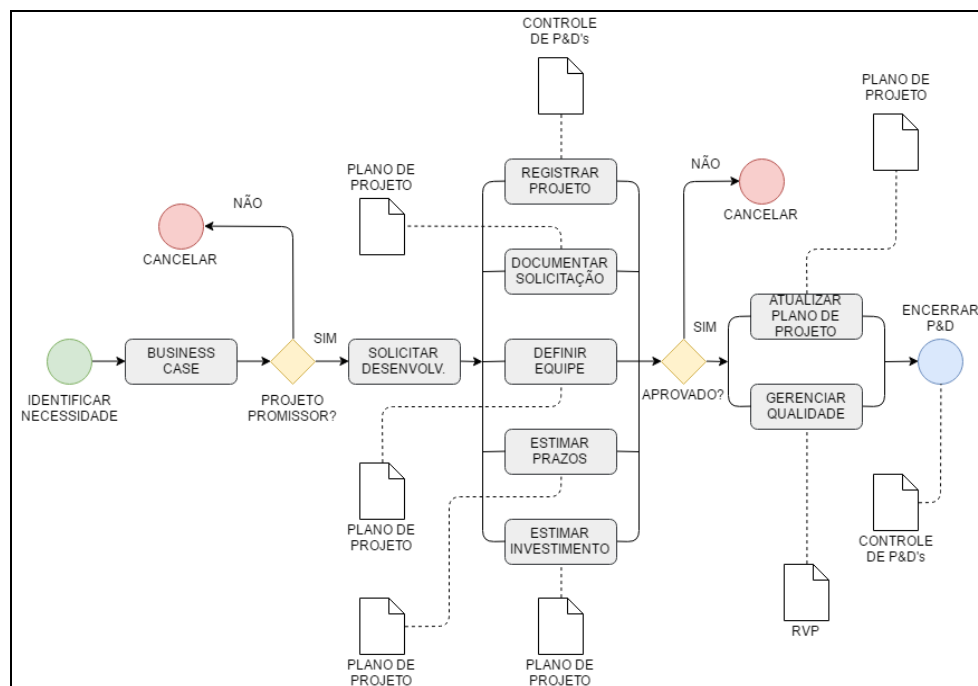 CONTROLE
DE P&D's
PLANO DE
PROJETO
NÃO
REGISTRAR
PROJETO
PLANO DE
PROJETO
NÃO
CANCELAR
CANCELAR
DOCUMENTAR
SOLICITAÇÃO
ATUALIZAR
PLANO DE
PROJETO
ENCERRAR
P&D
SIM
SIM
IDENTIFICAR
NECESSIDADE
BUSINESS
CASE
PROJETO
PROMISSOR?
SOLICITAR
DESENVOLV.
DEFINIR
EQUIPE
APROVADO?
GERENCIAR
QUALIDADE
ESTIMAR
PRAZOS
PLANO DE
PROJETO
ESTIMAR
INVESTIMENTO
CONTROLE
DE P&D's
RVP
PLANO DE
PROJETO
PLANO DE
PROJETO